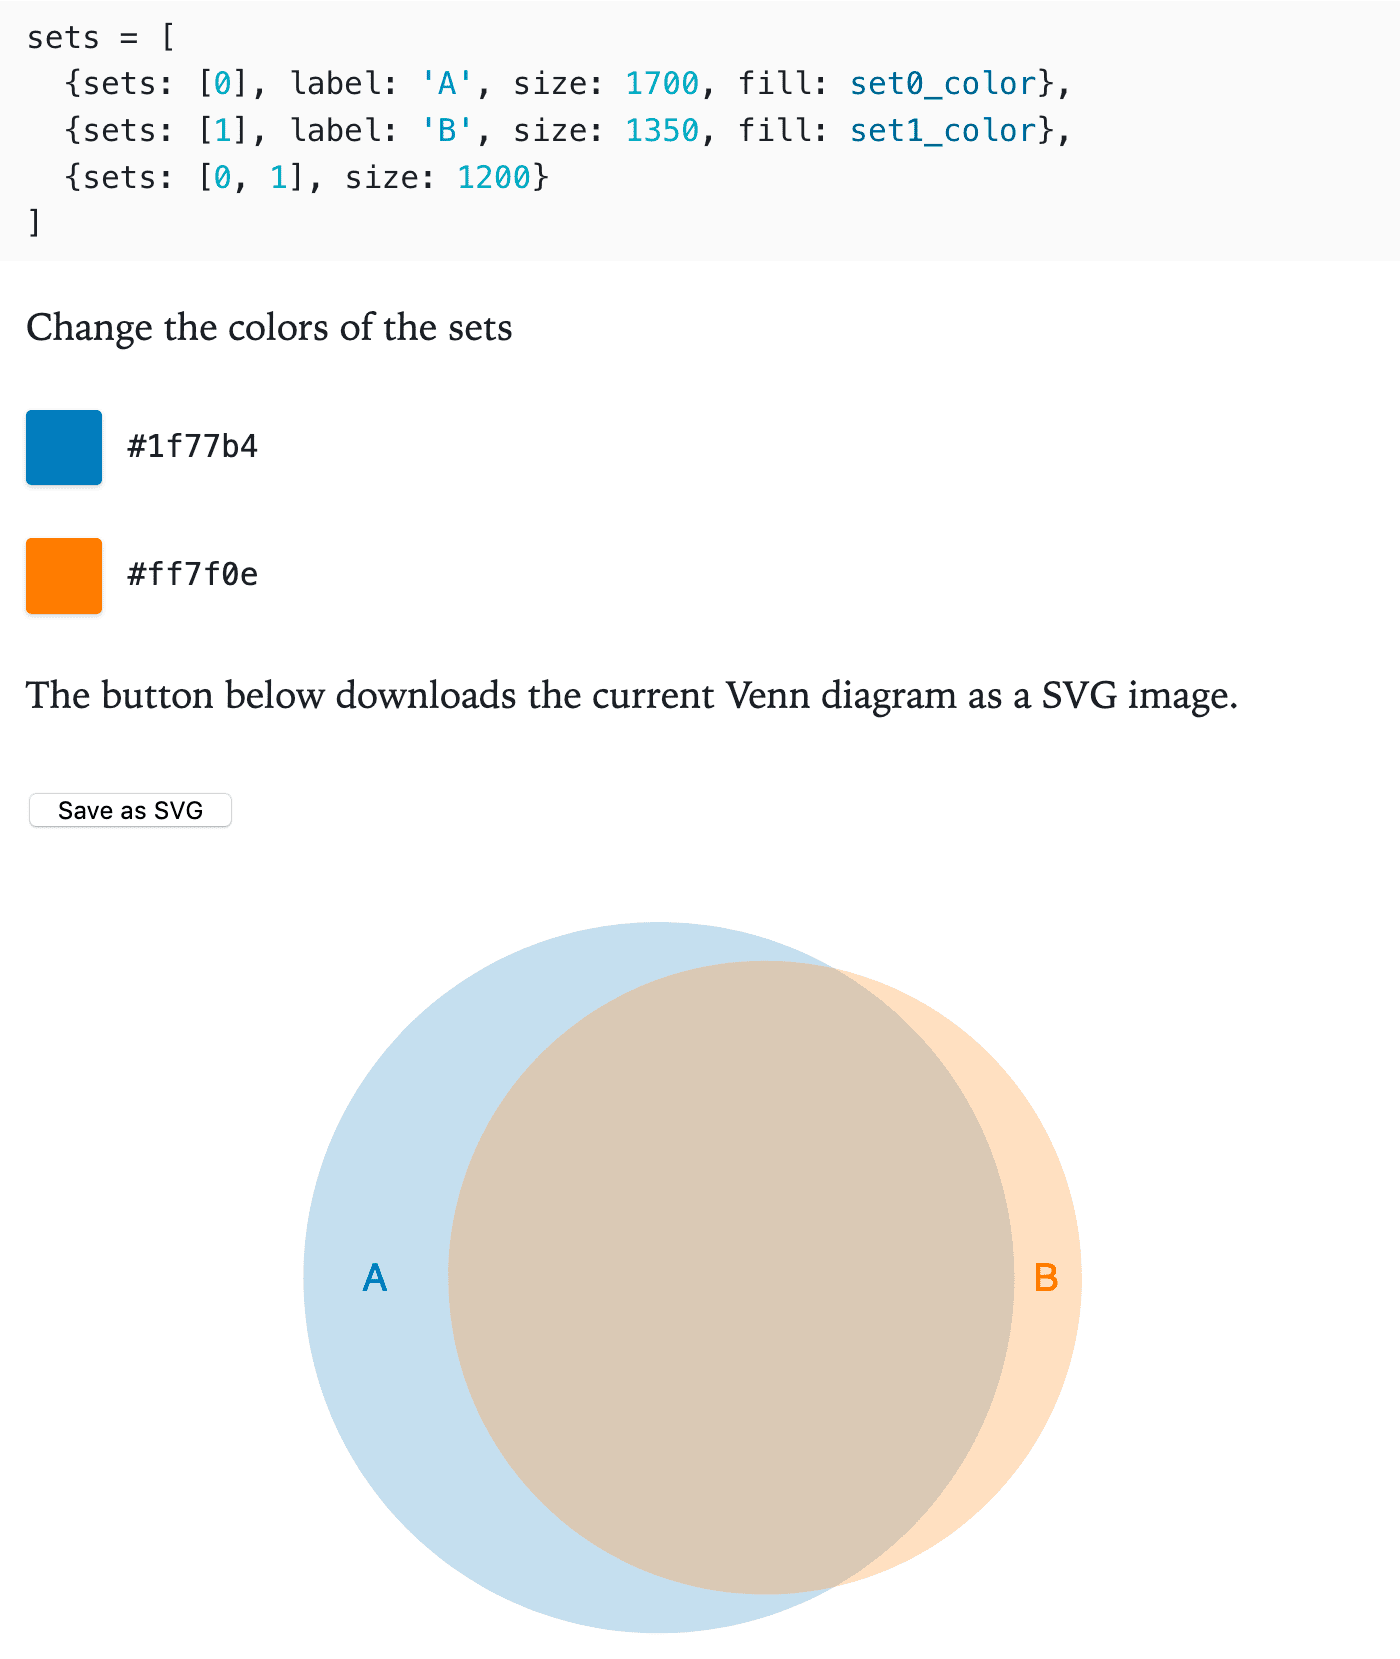 sets = [
  {sets: [0], label: 'A', size: 1700, fill: set0_color},
  {sets: [1], label: 'B', size: 1350, fill: set1_color},
  {sets: [0, 1], size: 1200}
]
Change the colors of the sets
#1f77b4
#ff7f0e
The button below downloads the current Venn diagram as a SVG image.
Save as SVG
A
B